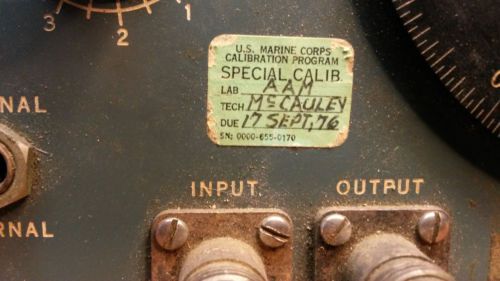 3 2 1
U.S. MARINE CORPS
CALIBRATION PROGRAM
SPECIAL CALIB.
LAB AAM
TECH McCAULEY
DUE 17 SEPT, 76
SN: 0000-655-0170
NAL
INPUT OUTPUT
RNAL